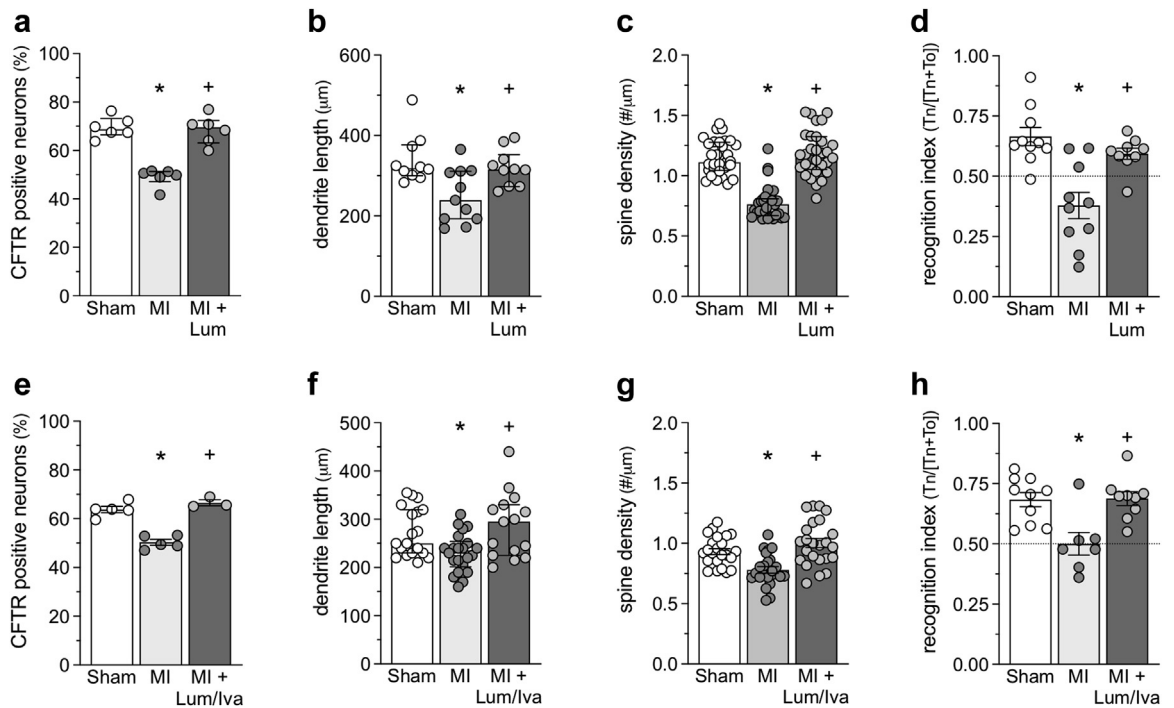 a
CFTR positive neurons (%)
100
80
60
40
20
0
*
+
Sham
MI
MI +
Lum
b
dendrite length (µm)
600
400
200
0
*
+
Sham
MI
MI +
Lum
c
spine density (#/µm)
2.0
1.5
1.0
0.5
0.0
*
+
Sham
MI
MI +
Lum
d
recognition index (Tn/[Tn+To])
1.00
0.75
0.50
0.25
0.00
*
+
Sham
MI
MI +
Lum
e
CFTR positive neurons (%)
100
80
60
40
20
0
*
+
Sham
MI
MI +
Lum/Iva
f
dendrite length (µm)
500
400
300
200
100
0
*
+
Sham
MI
MI +
Lum/Iva
g
spine density (#/µm)
2.0
1.5
1.0
0.5
0.0
*
+
Sham
MI
MI +
Lum/Iva
h
recognition index (Tn/[Tn+To])
1.00
0.75
0.50
0.25
0.00
*
+
Sham
MI
MI +
Lum/Iva